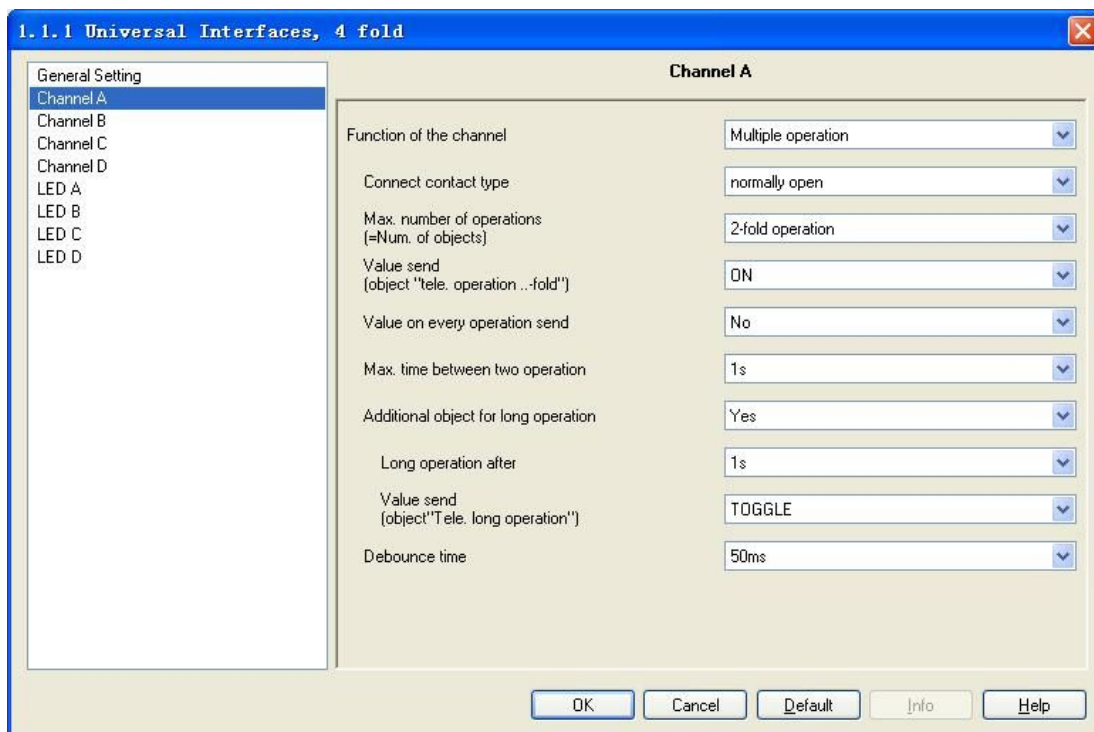 1.1.1 Universal Interfaces, 4 fold
General Setting
Channel A
Channel B
Channel C
Channel D
LED A
LED B
LED C
LED D
Channel A
Function of the channel
Multiple operation
Connect contact type
normally open
Max. number of operations
(=Num. of objects)
2-fold operation
Value send
(object "tele. operation ..-fold")
ON
Value on every operation send
No
Max. time between two operation
1s
Additional object for long operation
Yes
Long operation after
1s
Value send
(object"Tele. long operation")
TOGGLE
Debounce time
50ms
OK
Cancel
Default
Info
Help